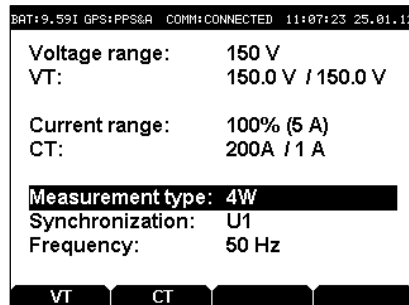 BAT:9.59I GPS:PPS&A COMM:CONNECTED 11:07:23 25.01.11
Voltage range: 150 V
VT: 150.0 V / 150.0 V
Current range: 100% (5 A)
CT: 200A / 1 A
Measurement type: 4W
Synchronization: U1
Frequency: 50 Hz
VT CT